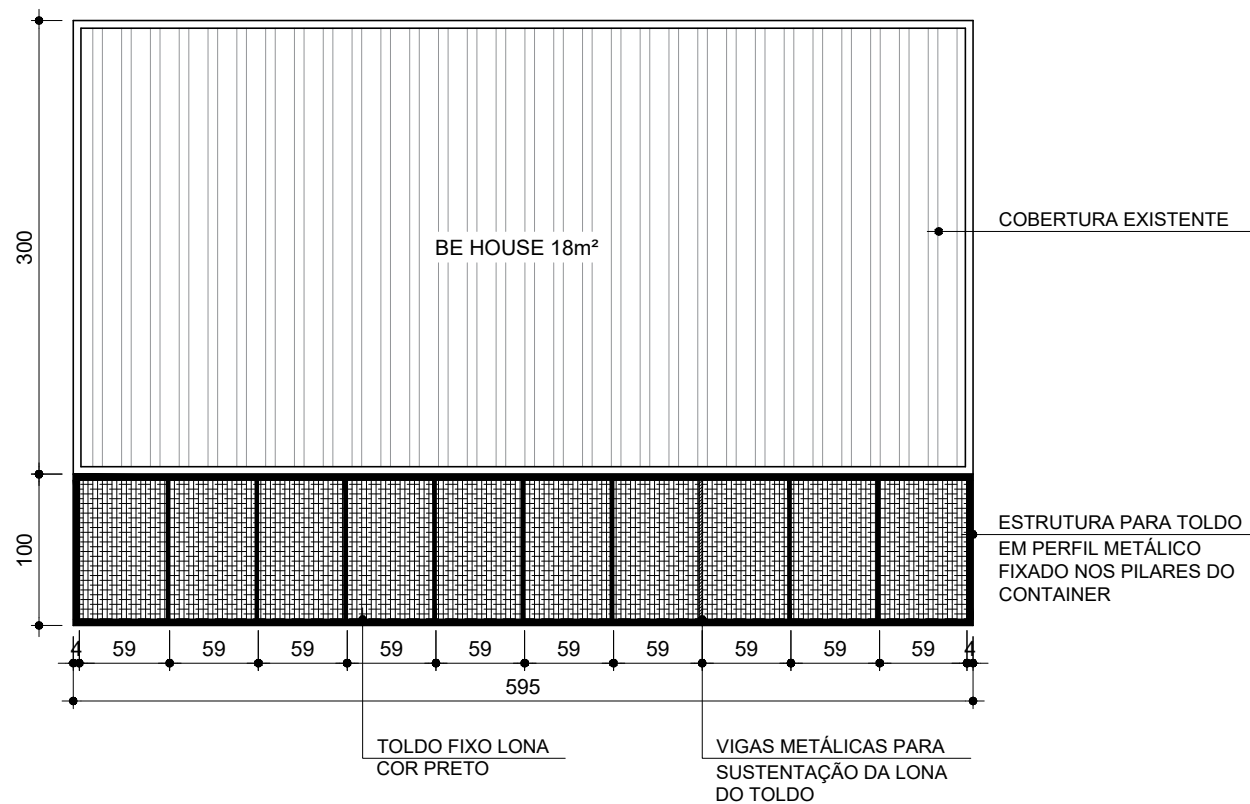 300
BE HOUSE 18m²
COBERTURA EXISTENTE
100
ESTRUTURA PARA TOLDO
EM PERFIL METÁLICO
FIXADO NOS PILARES DO
CONTAINER
4 59 59 59 59 59 59 59 59 59 59 4
595
TOLDO FIXO LONA
COR PRETO
VIGAS METÁLICAS PARA
SUSTENTAÇÃO DA LONA
DO TOLDO